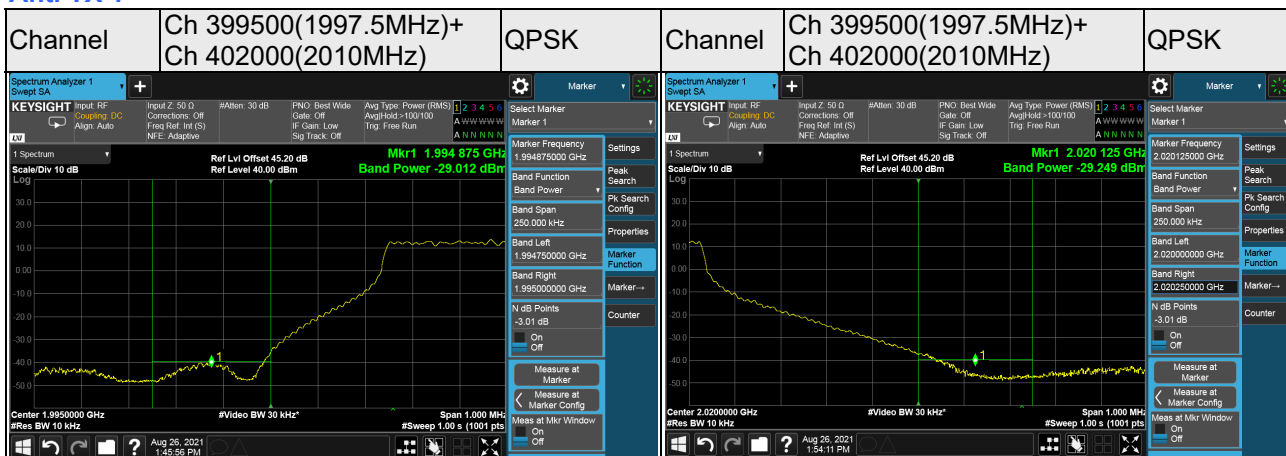 Channel
Ch 399500(1997.5MHz)+
Ch 402000(2010MHz)
QPSK
Channel
Ch 399500(1997.5MHz)+
Ch 402000(2010MHz)
QPSK
Spectrum Analyzer 1
Swept SA
+
Marker
KEYSIGHT
Input: RF
Coupling: DC
Align: Auto
Input Z: 50 Ω
Corrections: Off
Freq Ref: Int (S)
NFE: Adaptive
#Atten: 30 dB
PNO: Best Wide
Gate: Off
IF Gain: Low
Sig Track: Off
Avg Type: Power (RMS)
Avg|Hold:>100/100
Trig: Free Run
1 2 3 4 5 6
A W W W W W
A N N N N N
LXI
Select Marker
Marker 1
1 Spectrum
Scale/Div 10 dB
Log
Ref Lvl Offset 45.20 dB
Ref Level 40.00 dBm
Mkr1 1.994 875 GHz
Band Power -29.012 dBm
30.0
20.0
10.0
0.00
-10.0
-20.0
-30.0
-40.0
-50.0
1
Center 1.9950000 GHz
#Res BW 10 kHz
#Video BW 30 kHz*
Span 1.000 MHz
#Sweep 1.00 s (1001 pts
Marker Frequency
1.994875000 GHz
Band Function
Band Power
Band Span
250.000 kHz
Band Left
1.994750000 GHz
Band Right
1.995000000 GHz
N dB Points
-3.01 dB
On
Off
Measure at
Marker
Measure at
Marker Config
Meas at Mkr Window
On
Off
Settings
Peak
Search
Pk Search
Config
Properties
Marker
Function
Marker→
Counter
?
Aug 26, 2021
1:45:56 PM
Spectrum Analyzer 1
Swept SA
+
Marker
KEYSIGHT
Input: RF
Coupling: DC
Align: Auto
Input Z: 50 Ω
Corrections: Off
Freq Ref: Int (S)
NFE: Adaptive
#Atten: 30 dB
PNO: Best Wide
Gate: Off
IF Gain: Low
Sig Track: Off
Avg Type: Power (RMS)
Avg|Hold:>100/100
Trig: Free Run
1 2 3 4 5 6
A W W W W W
A N N N N N
LXI
Select Marker
Marker 1
1 Spectrum
Scale/Div 10 dB
Log
Ref Lvl Offset 45.20 dB
Ref Level 40.00 dBm
Mkr1 2.020 125 GHz
Band Power -29.249 dBm
30.0
20.0
10.0
0.00
-10.0
-20.0
-30.0
-40.0
-50.0
1
Center 2.0200000 GHz
#Res BW 10 kHz
#Video BW 30 kHz*
Span 1.000 MHz
#Sweep 1.00 s (1001 pts
Marker Frequency
2.020125000 GHz
Band Function
Band Power
Band Span
250.000 kHz
Band Left
2.020000000 GHz
Band Right
2.020250000 GHz
N dB Points
-3.01 dB
On
Off
Measure at
Marker
Measure at
Marker Config
Meas at Mkr Window
On
Off
Settings
Peak
Search
Pk Search
Config
Properties
Marker
Function
Marker→
Counter
?
Aug 26, 2021
1:54:11 PM